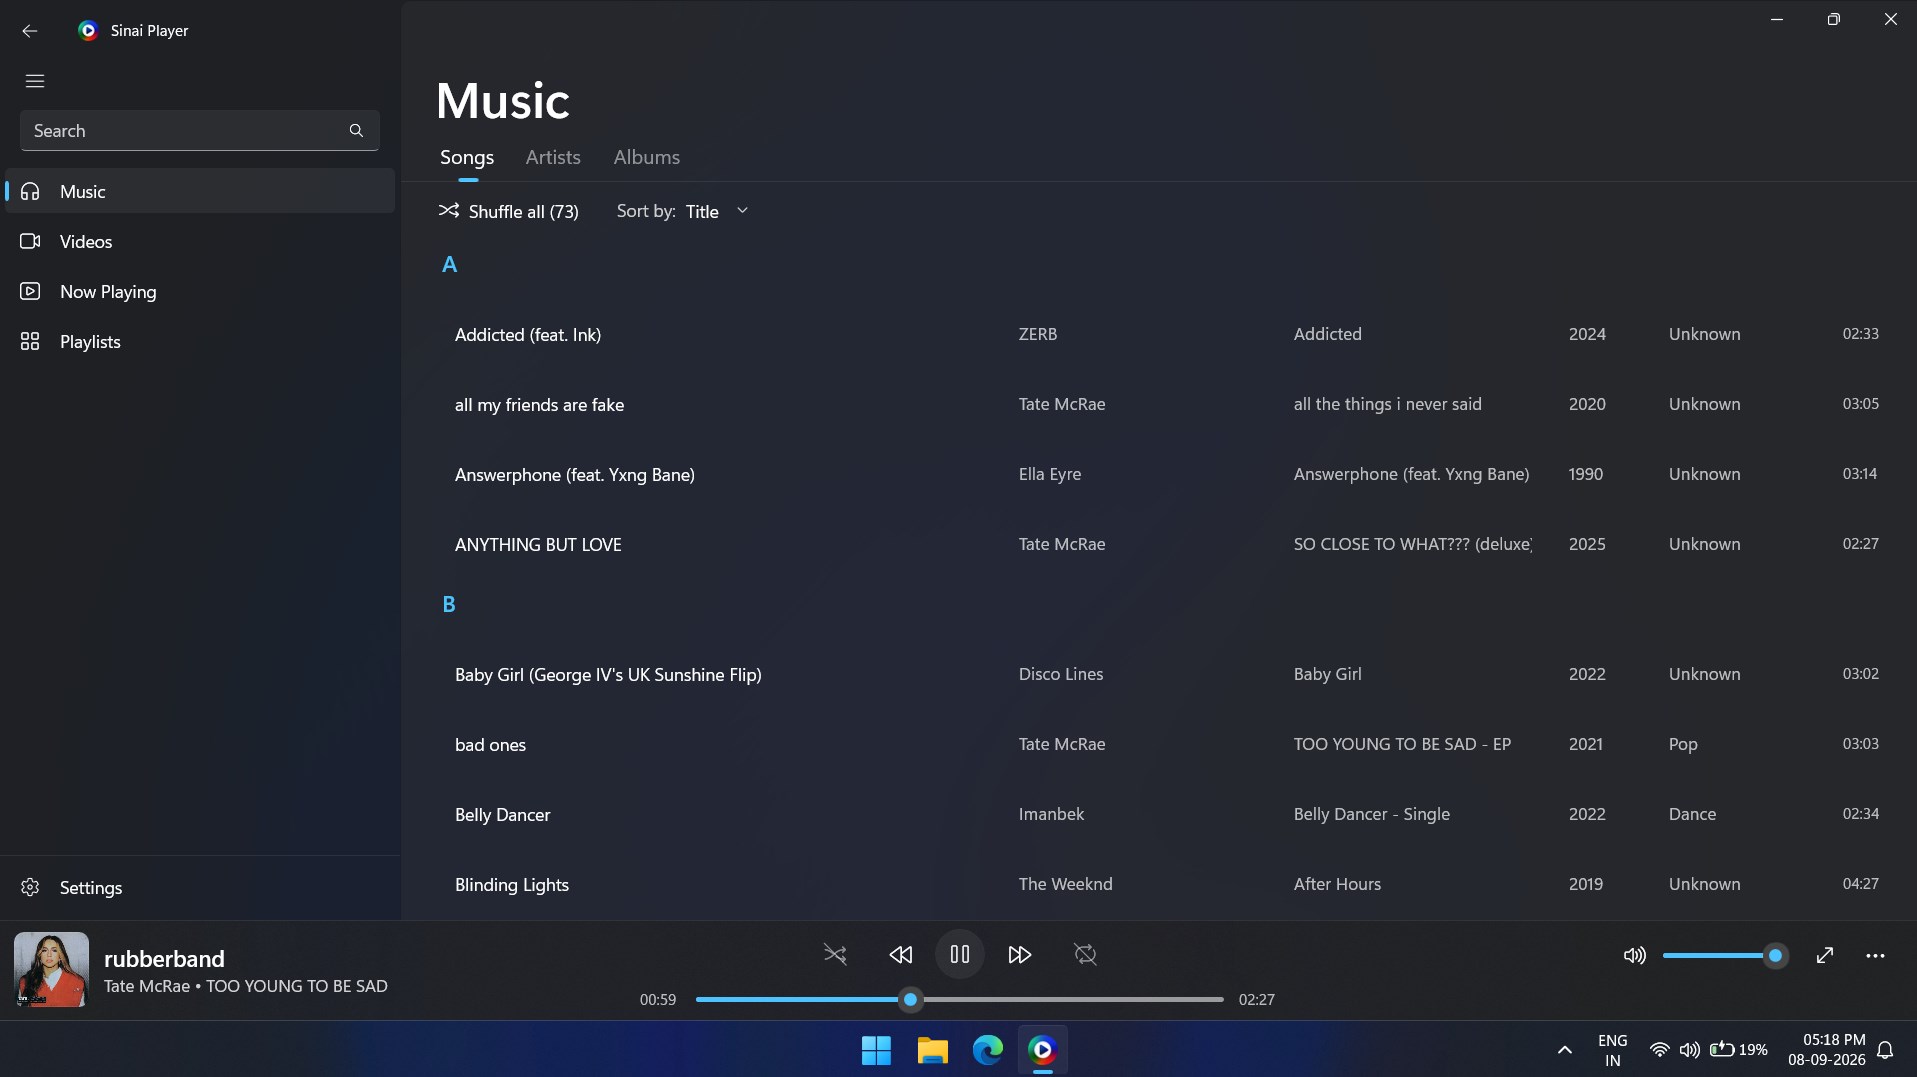 Sinai Player
Search
Music
Videos
Now Playing
Playlists
Settings
Music
Songs Artists Albums
Shuffle all (73) Sort by: Title
A
Addicted (feat. Ink) ZERB Addicted 2024 Unknown 02:33
all my friends are fake Tate McRae all the things i never said 2020 Unknown 03:05
Answerphone (feat. Yxng Bane) Ella Eyre Answerphone (feat. Yxng Bane) 1990 Unknown 03:14
ANYTHING BUT LOVE Tate McRae SO CLOSE TO WHAT??? (deluxe) 2025 Unknown 02:27
B
Baby Girl (George IV's UK Sunshine Flip) Disco Lines Baby Girl 2022 Unknown 03:02
bad ones Tate McRae TOO YOUNG TO BE SAD - EP 2021 Pop 03:03
Belly Dancer Imanbek Belly Dancer - Single 2022 Dance 02:34
Blinding Lights The Weeknd After Hours 2019 Unknown 04:27
rubberband
Tate McRae • TOO YOUNG TO BE SAD
00:59 02:27
ENG
IN
19%
05:18 PM
08-09-2026